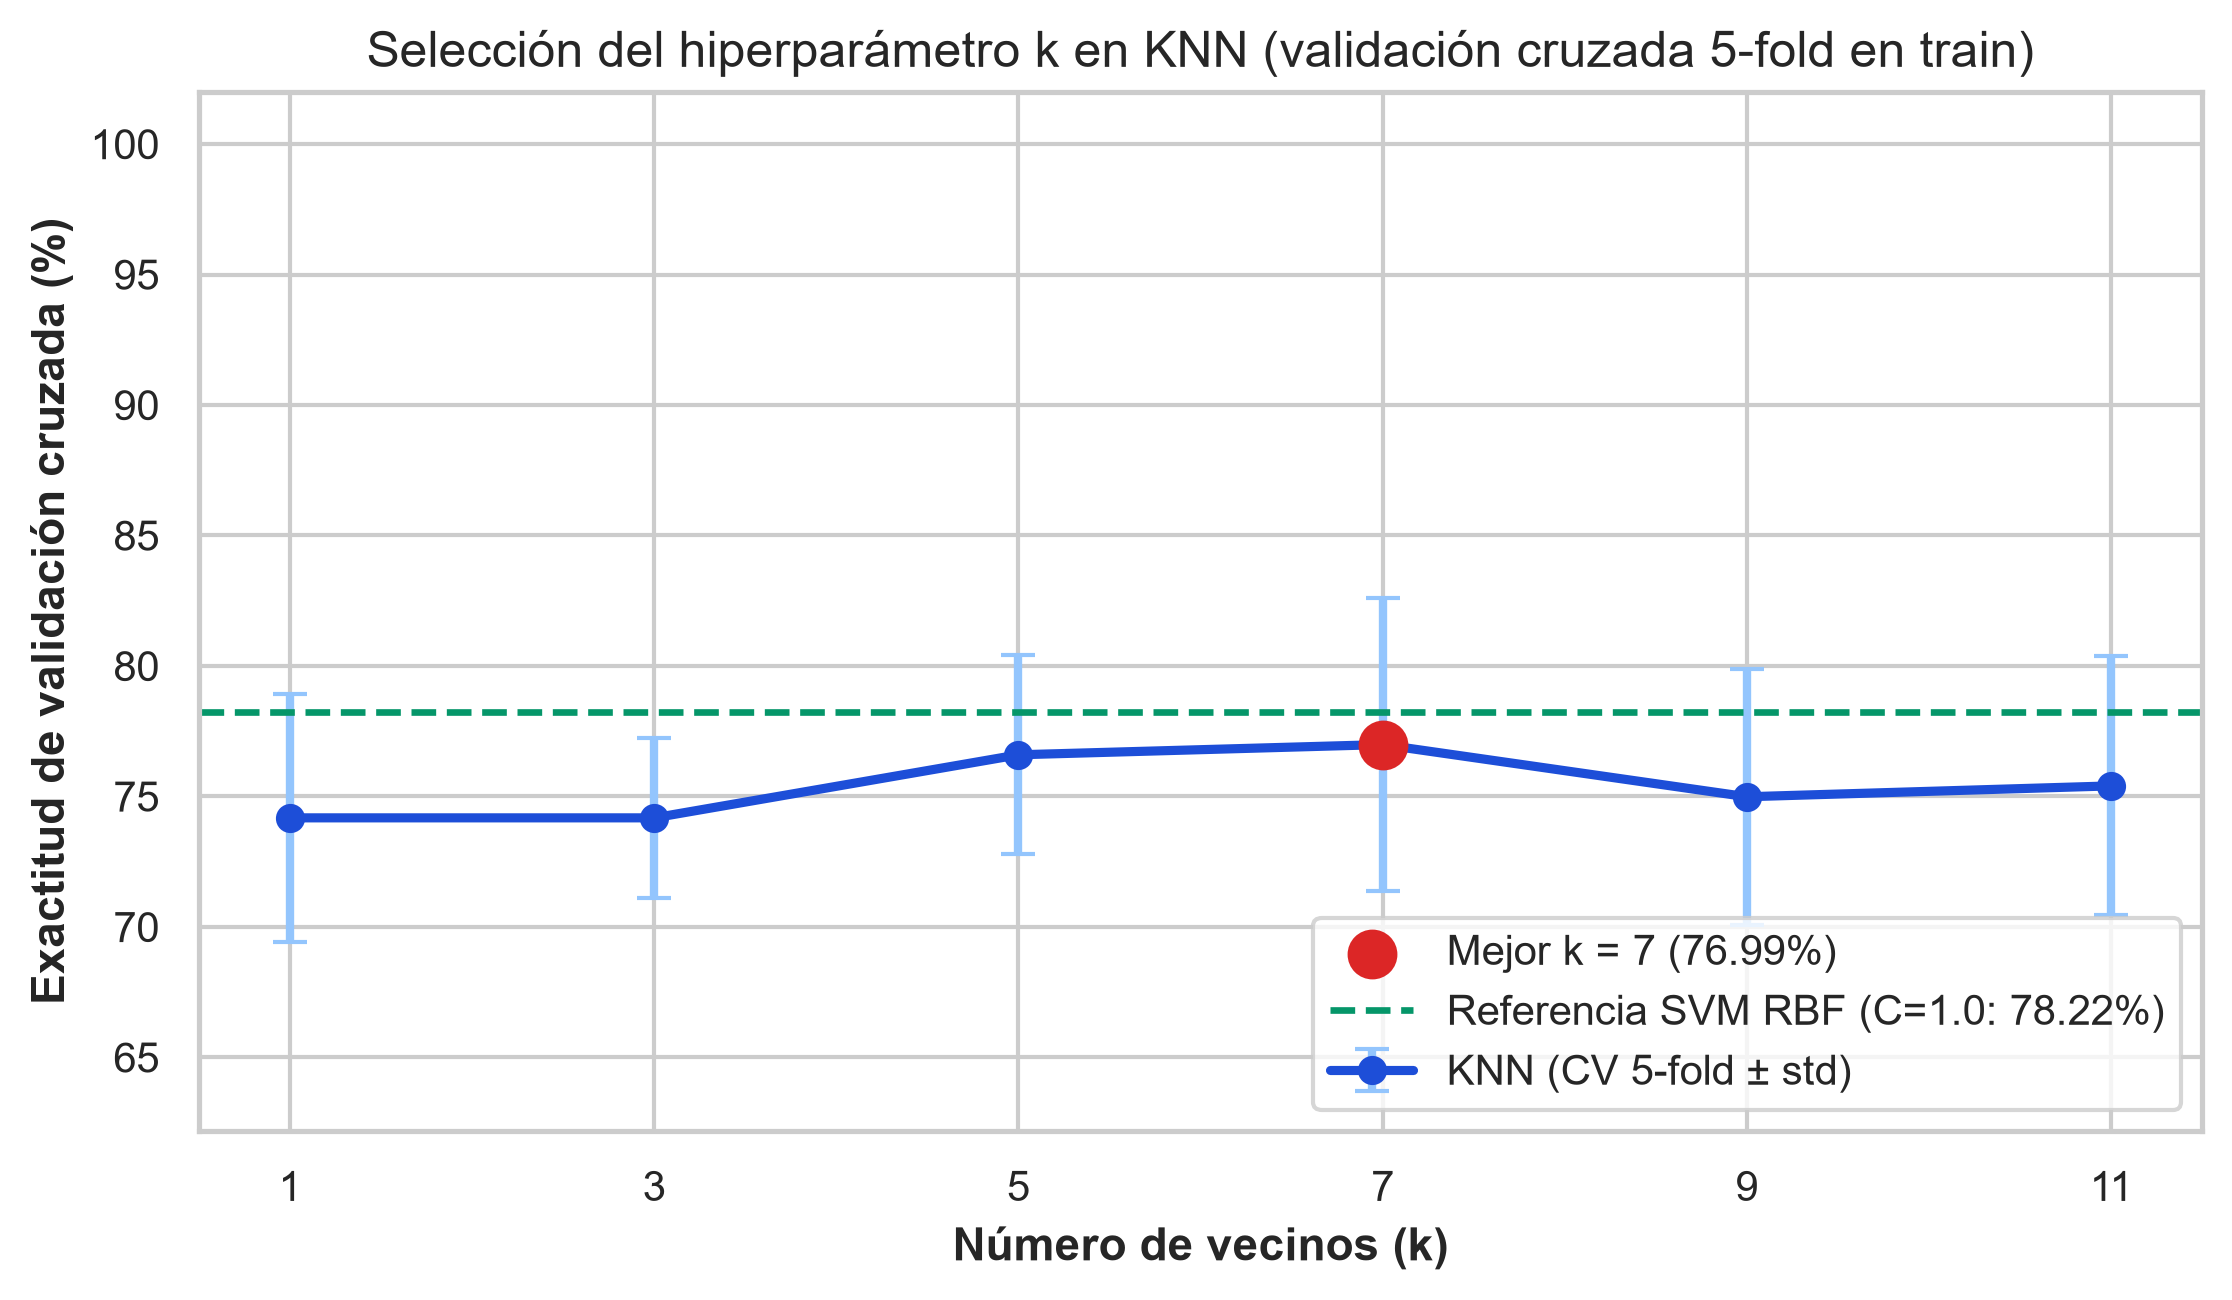 Selección del hiperparámetro k en KNN (validación cruzada 5-fold en train)
Exactitud de validación cruzada (%)
100
95
90
85
80
75
70
65
Mejor k = 7 (76.99%)
Referencia SVM RBF (C=1.0: 78.22%)
KNN (CV 5-fold ± std)
1
3
5
7
9
11
Número de vecinos (k)